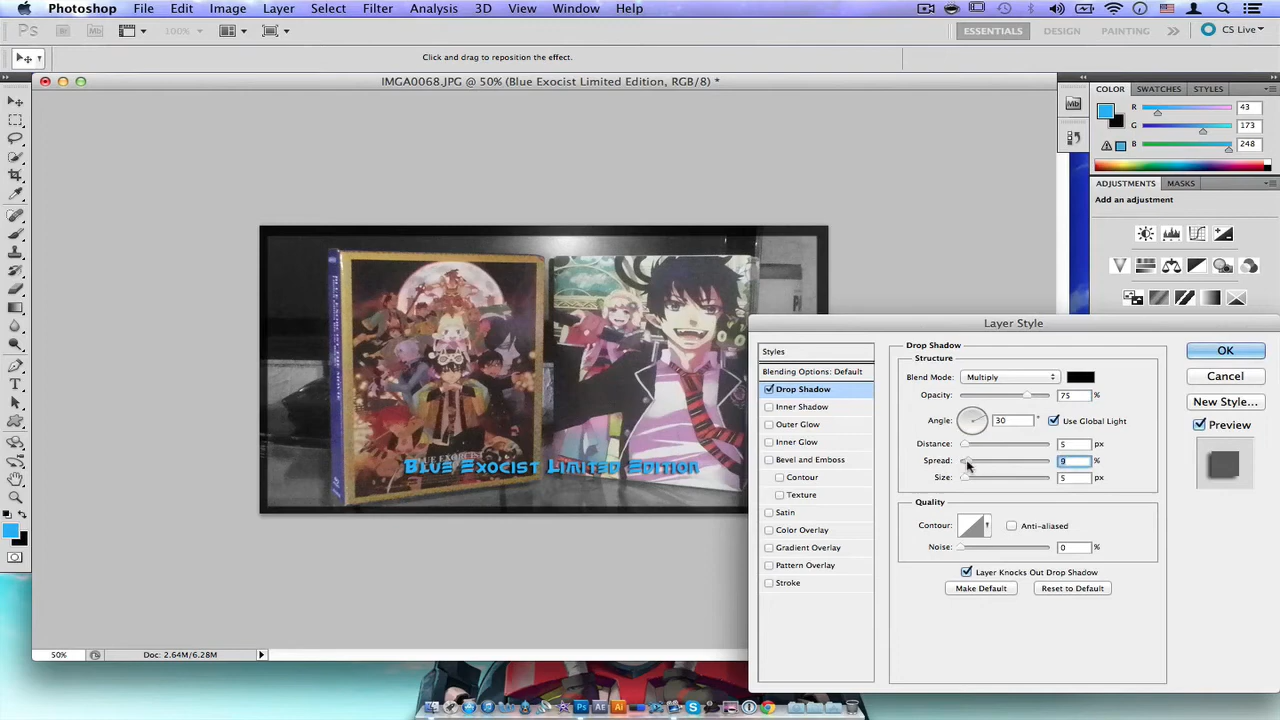 Photoshop File Edit Image Layer Select Filter Analysis 3D View Window Help
Ps Br Mb 100% ESSENTIALS DESIGN PAINTING CS Live
Click and drag to reposition the effect.
IMGA0068.JPG @ 50% (Blue Exocist Limited Edition, RGB/8) *
COLOR SWATCHES STYLES
R 43
G 173
B 248
ADJUSTMENTS MASKS
Add an adjustment
Blue Exocist Limited Edition
50% Doc: 2.64M/6.28M
Layer Style
Styles
Blending Options: Default
Drop Shadow
Inner Shadow
Outer Glow
Inner Glow
Bevel and Emboss
Contour
Texture
Satin
Color Overlay
Gradient Overlay
Pattern Overlay
Stroke
Drop Shadow
Structure
Blend Mode: Multiply
Opacity: 75 %
Angle: 30 ° Use Global Light
Distance: 5 px
Spread: 9 %
Size: 5 px
Quality
Contour: Anti-aliased
Noise: 0 %
Layer Knocks Out Drop Shadow
Make Default Reset to Default
OK
Cancel
New Style...
Preview